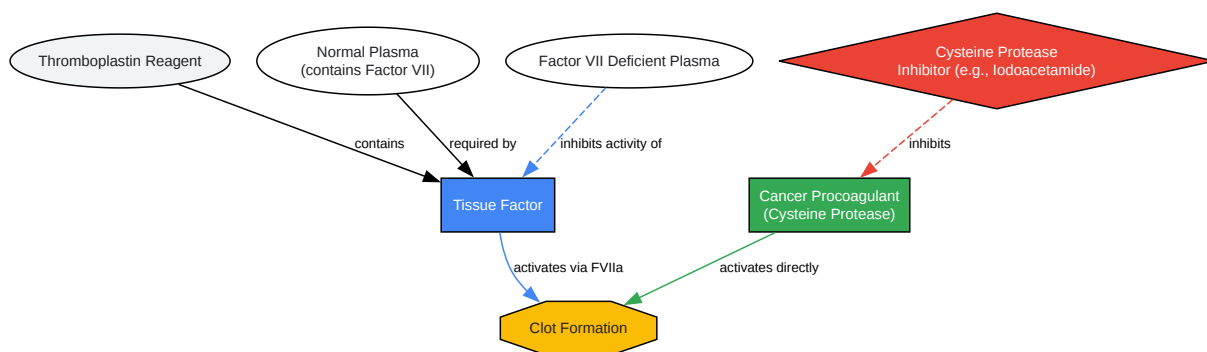 Thromboplastin Reagent
Normal Plasma
(contains Factor VII)
Factor VII Deficient Plasma
Cysteine Protease
Inhibitor (e.g., Iodoacetamide)
contains
required by
inhibits activity of
inhibits
Tissue Factor
Cancer Procoagulant
(Cysteine Protease)
activates via FVIIa
activates directly
Clot Formation